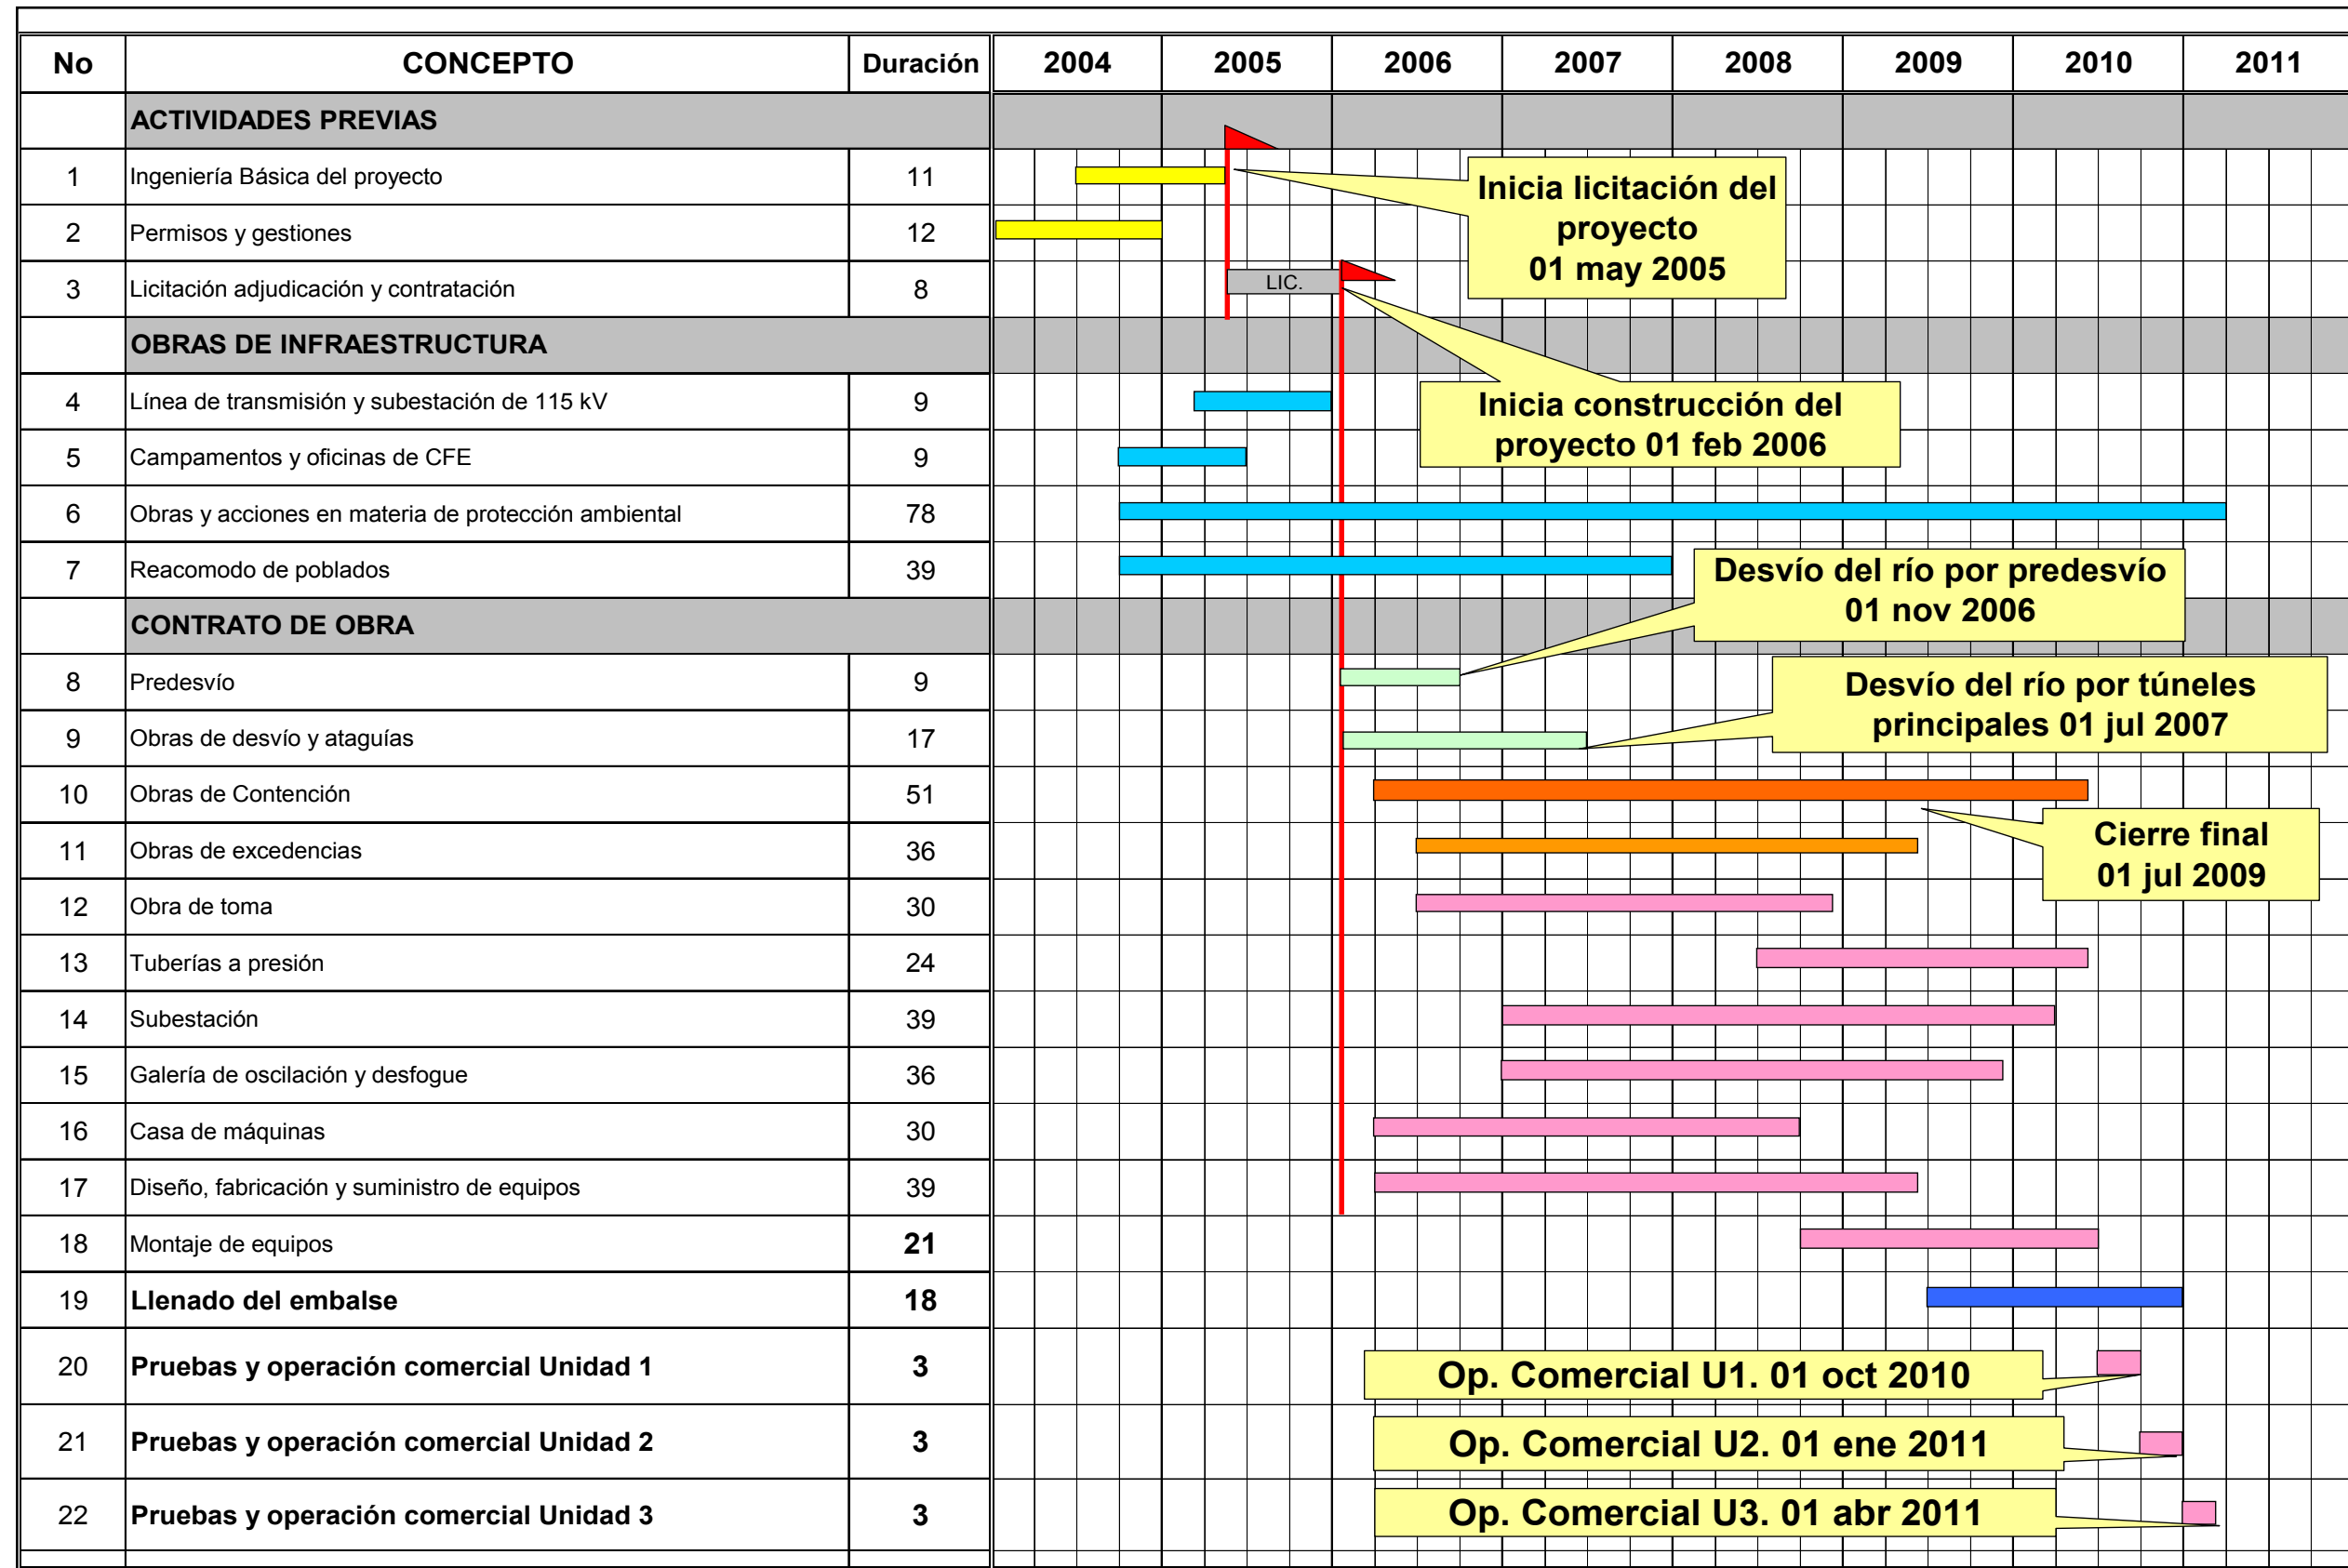 No CONCEPTO Duración 2004 2005 2006 2007 2008 2009 2010 2011
ACTIVIDADES PREVIAS
1 Ingeniería Básica del proyecto 11
Inicia licitación del
proyecto
01 may 2005
2 Permisos y gestiones 12
3 Licitación adjudicación y contratación 8 LIC.
OBRAS DE INFRAESTRUCTURA
4 Línea de transmisión y subestación de 115 kV 9
Inicia construcción del
proyecto 01 feb 2006
5 Campamentos y oficinas de CFE 9
6 Obras y acciones en materia de protección ambiental 78
7 Reacomodo de poblados 39
Desvío del río por predesvío
01 nov 2006
CONTRATO DE OBRA
8 Predesvío 9
Desvío del río por túneles
principales 01 jul 2007
9 Obras de desvío y ataguías 17
10 Obras de Contención 51
Cierre final
01 jul 2009
11 Obras de excedencias 36
12 Obra de toma 30
13 Tuberías a presión 24
14 Subestación 39
15 Galería de oscilación y desfogue 36
16 Casa de máquinas 30
17 Diseño, fabricación y suministro de equipos 39
18 Montaje de equipos 21
19 Llenado del embalse 18
20 Pruebas y operación comercial Unidad 1 3 Op. Comercial U1. 01 oct 2010
21 Pruebas y operación comercial Unidad 2 3 Op. Comercial U2. 01 ene 2011
22 Pruebas y operación comercial Unidad 3 3 Op. Comercial U3. 01 abr 2011